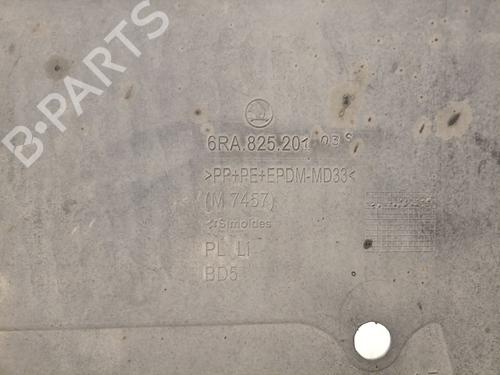 6RA.825.201
>PP+PE+EPDM-MD33<
(M 7457)
Simoldes
PL LI
BD5
B-PARTS